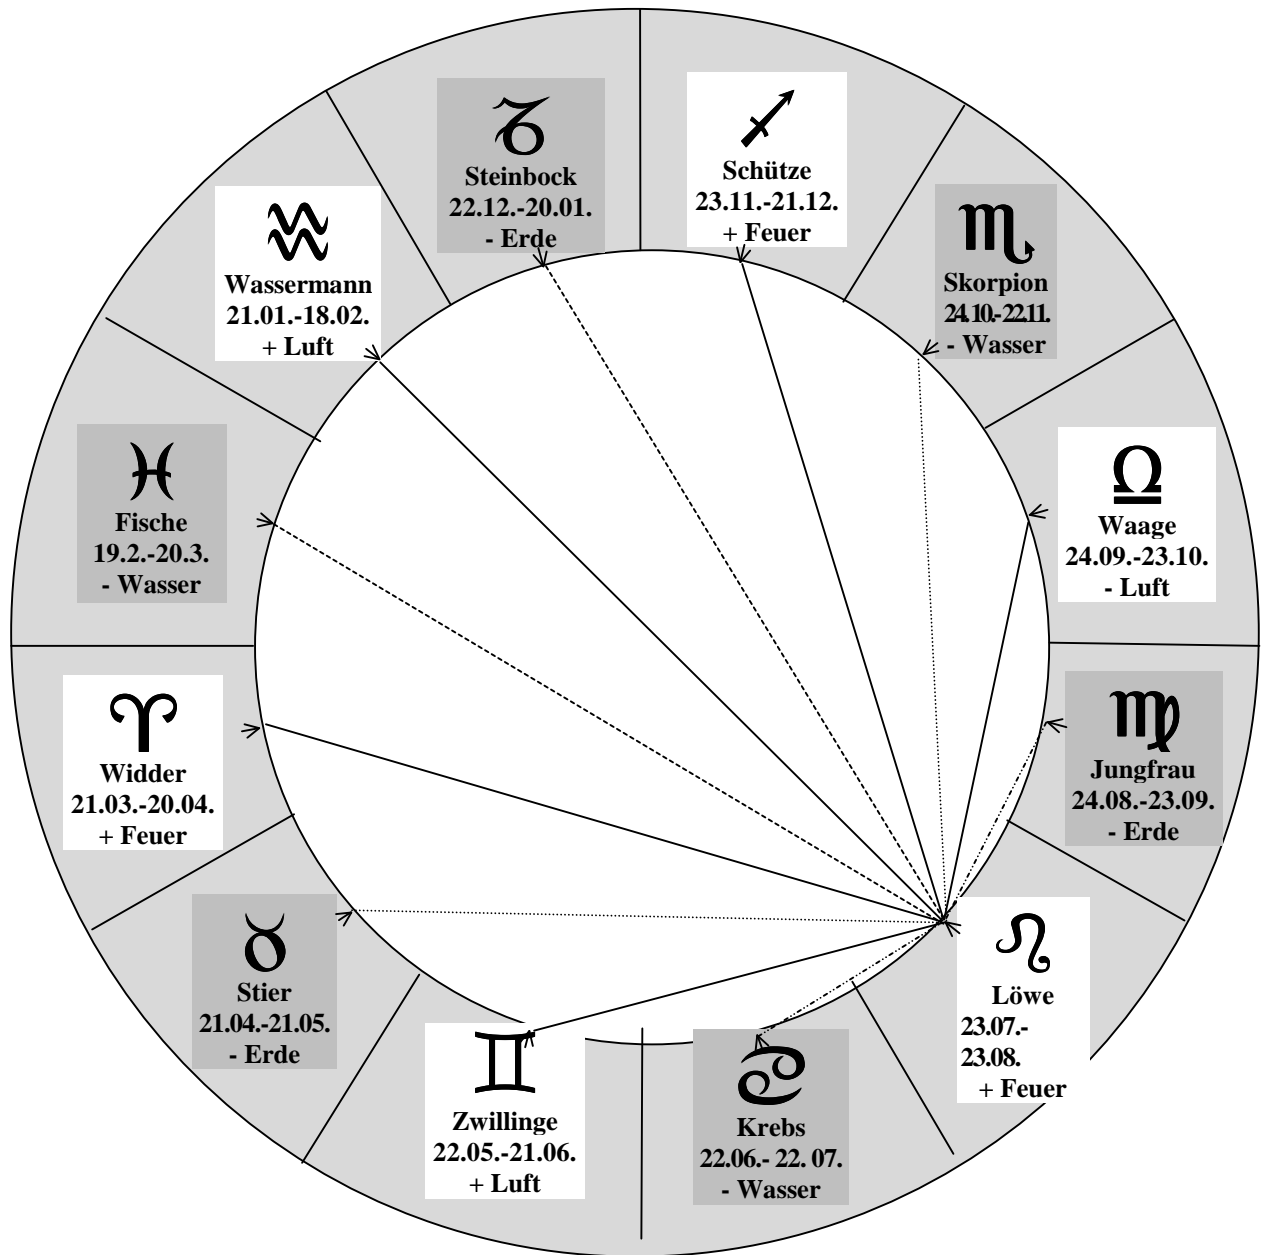 Steinbock
22.12.-20.01.
- Erde
Schütze
23.11.-21.12.
+ Feuer
Skorpion
24.10.-22.11.
- Wasser
Waage
24.09.-23.10.
- Luft
Jungfrau
24.08.-23.09.
- Erde
Löwe
23.07.-
23.08.
+ Feuer
Krebs
22.06.- 22. 07.
- Wasser
Zwillinge
22.05.-21.06.
+ Luft
Stier
21.04.-21.05.
- Erde
Widder
21.03.-20.04.
+ Feuer
Fische
19.2.-20.3.
- Wasser
Wassermann
21.01.-18.02.
+ Luft